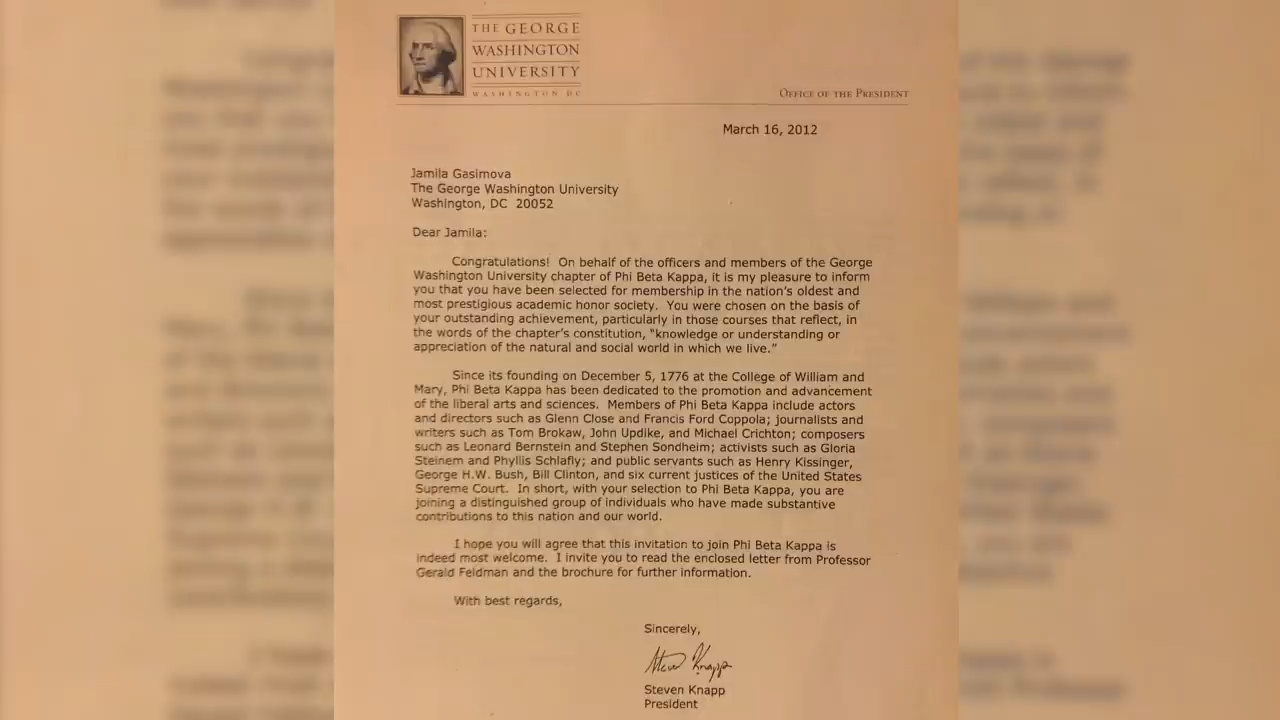 THE GEORGE
WASHINGTON
UNIVERSITY
WASHINGTON DC
OFFICE OF THE PRESIDENT
March 16, 2012
Jamila Gasimova
The George Washington University
Washington, DC 20052
Dear Jamila:
Congratulations! On behalf of the officers and members of the George
Washington University chapter of Phi Beta Kappa, it is my pleasure to inform
you that you have been selected for membership in the nation's oldest and
most prestigious academic honor society. You were chosen on the basis of
your outstanding achievement, particularly in those courses that reflect, in
the words of the chapter's constitution, "knowledge or understanding or
appreciation of the natural and social world in which we live."
Since its founding on December 5, 1776 at the College of William and
Mary, Phi Beta Kappa has been dedicated to the promotion and advancement
of the liberal arts and sciences. Members of Phi Beta Kappa include actors
and directors such as Glenn Close and Francis Ford Coppola; journalists and
writers such as Tom Brokaw, John Updike, and Michael Crichton; composers
such as Leonard Bernstein and Stephen Sondheim; activists such as Gloria
Steinem and Phyllis Schlafly; and public servants such as Henry Kissinger,
George H.W. Bush, Bill Clinton, and six current justices of the United States
Supreme Court. In short, with your selection to Phi Beta Kappa, you are
joining a distinguished group of individuals who have made substantive
contributions to this nation and our world.
I hope you will agree that this invitation to join Phi Beta Kappa is
indeed most welcome. I invite you to read the enclosed letter from Professor
Gerald Feldman and the brochure for further information.
With best regards,
Sincerely,
Steven Knapp
Steven Knapp
President